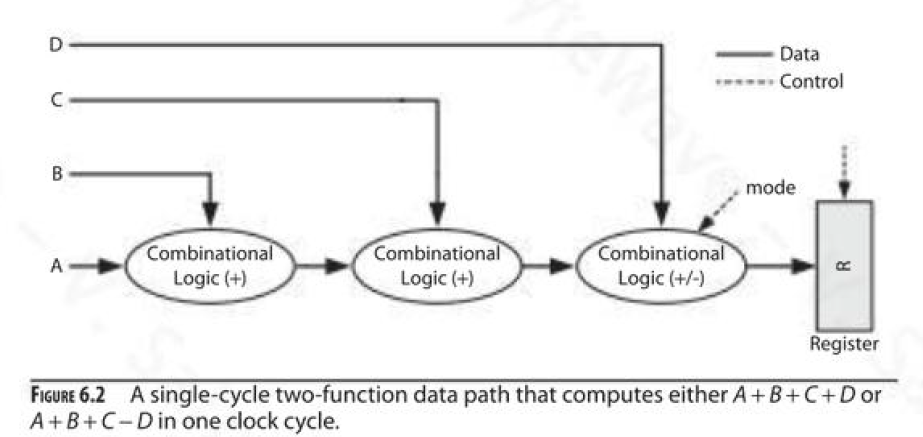 D
Data
Control
C
B
mode
A
Combinational
Logic (+)
Combinational
Logic (+)
Combinational
Logic (+/-)
R
Register
FIGURE 6.2 A single-cycle two-function data path that computes either A + B + C + D or
A + B + C – D in one clock cycle.